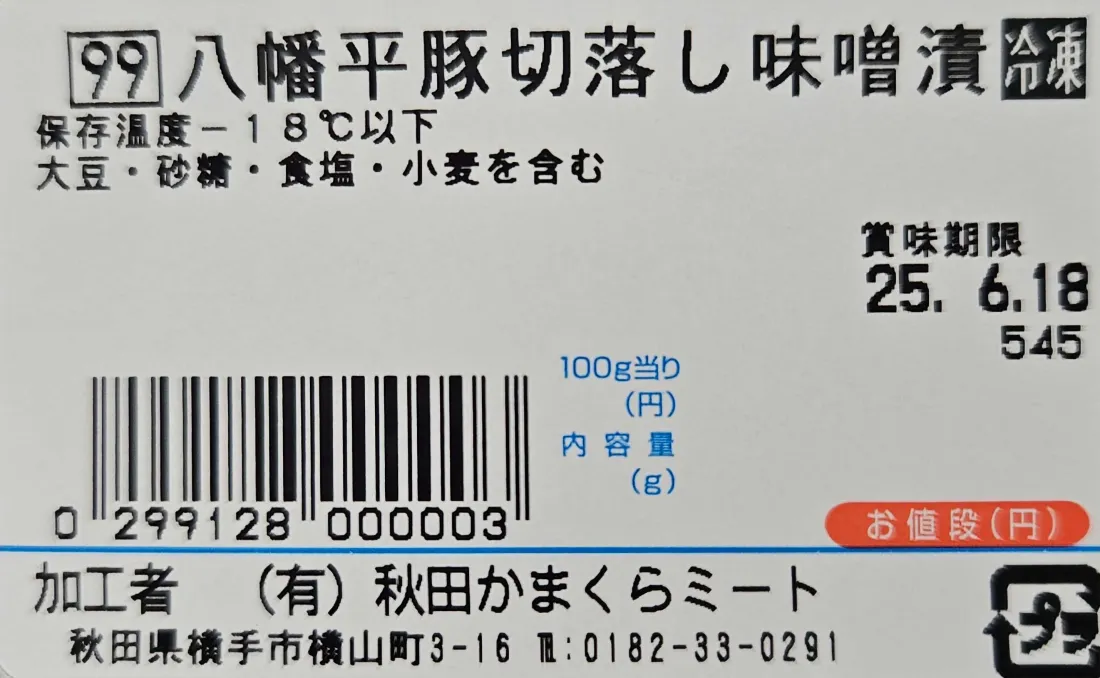 99 八幡平豚切落し味噌漬 冷凍
保存温度－１８℃以下
大豆・砂糖・食塩・小麦を含む
賞味期限
25. 6.18
545
100g当り
(円)
内容量
(g)
0 299128 000003
お値段(円)
加工者 （有）秋田かまくらミート
秋田県横手市横山町3-16 ℡:0182-33-0291
プラ